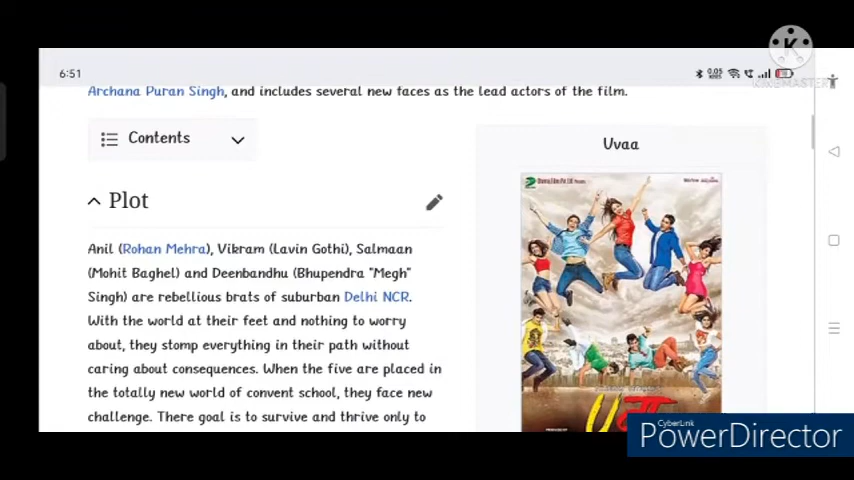 6:51
0.05
KINEMASTER
Archana Puran Singh, and includes several new faces as the lead actors of the film.
Contents
Uvaa
Plot
Anil (Rohan Mehra), Vikram (Lavin Gothi), Salmaan
(Mohit Baghel) and Deenbandhu (Bhupendra "Megh"
Singh) are rebellious brats of suburban Delhi NCR.
With the world at their feet and nothing to worry
about, they stomp everything in their path without
caring about consequences. When the five are placed in
the totally new world of convent school, they face new
challenge. There goal is to survive and thrive only to
CyberLink
PowerDirector